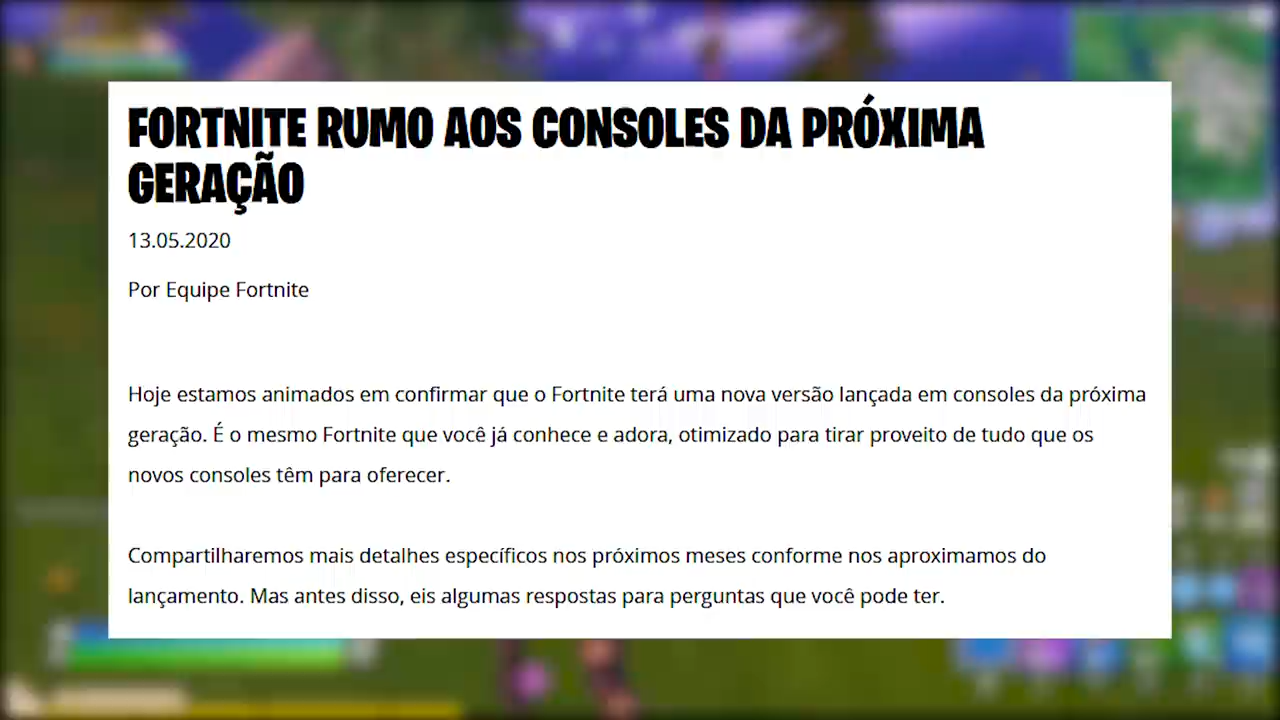 FORTNITE RUMO AOS CONSOLES DA PRÓXIMA
GERAÇÃO
13.05.2020
Por Equipe Fortnite
Hoje estamos animados em confirmar que o Fortnite terá uma nova versão lançada em consoles da próxima
geração. É o mesmo Fortnite que você já conhece e adora, otimizado para tirar proveito de tudo que os
novos consoles têm para oferecer.
Compartilharemos mais detalhes específicos nos próximos meses conforme nos aproximamos do
lançamento. Mas antes disso, eis algumas respostas para perguntas que você pode ter.